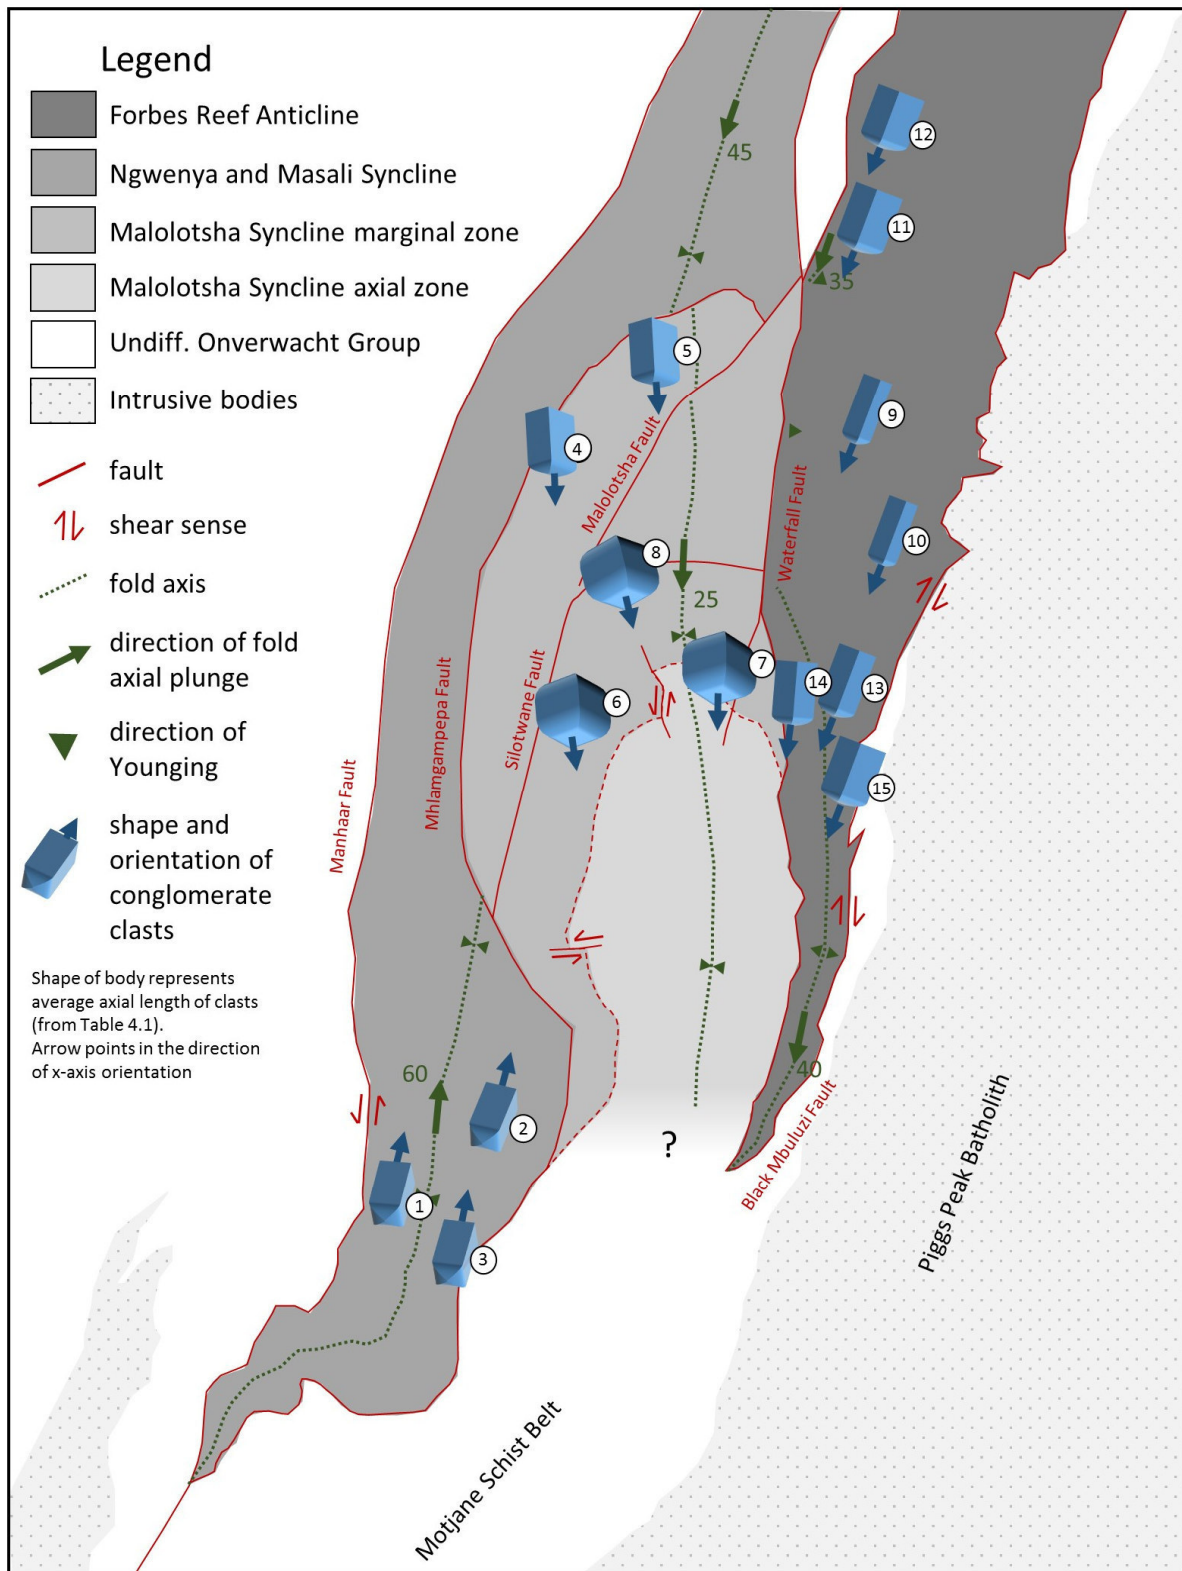 Legend
Forbes Reef Anticline
Ngwenya and Masali Syncline
Malolotsha Syncline marginal zone
Malolotsha Syncline axial zone
Undiff. Onverwacht Group
Intrusive bodies
fault
shear sense
fold axis
direction of fold
axial plunge
direction of
Younging
shape and
orientation of
conglomerate
clasts
Shape of body represents
average axial length of clasts
(from Table 4.1).
Arrow points in the direction
of x-axis orientation
45
12
11
35
5
4
9
Malolotsha Fault
Waterfall Fault
10
8
25
7
14
13
6
Silotwane Fault
Mhlamgampepa Fault
Manhaar Fault
15
60
40
2
?
1
3
Black Mbuluzi Fault
Piggs Peak Batholith
Motjane Schist Belt